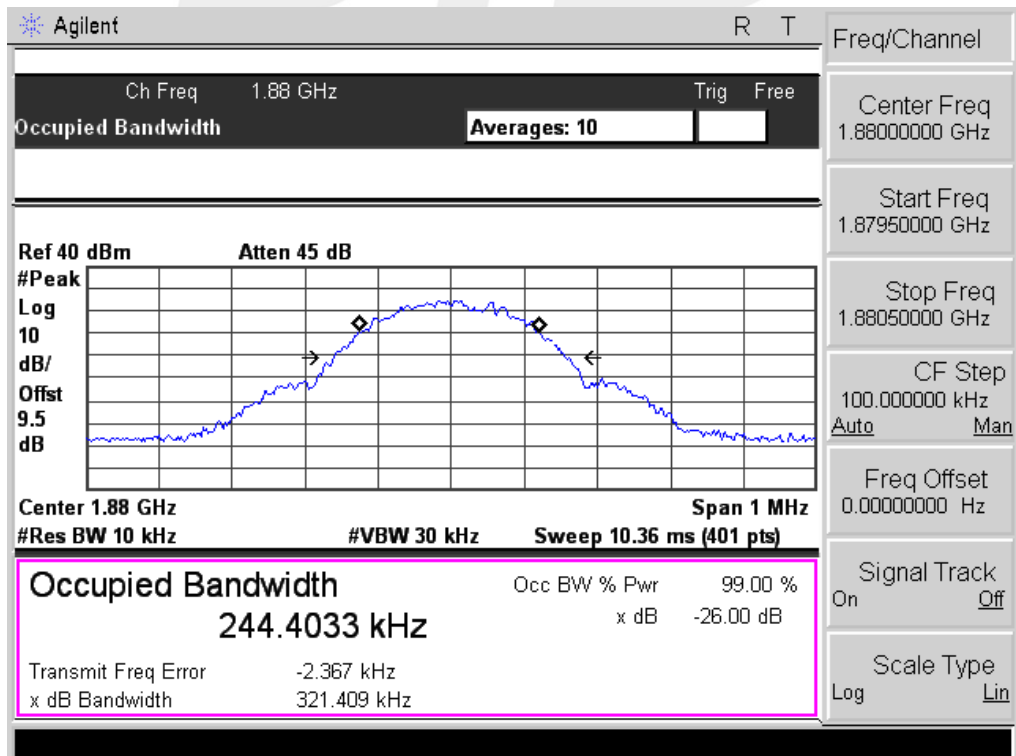 Agilent R T
Freq/Channel
Ch Freq 1.88 GHz Trig Free
Occupied Bandwidth Averages: 10
Center Freq
1.88000000 GHz
Start Freq
1.87950000 GHz
Stop Freq
1.88050000 GHz
CF Step
100.000000 kHz
Auto Man
Freq Offset
0.00000000 Hz
Signal Track
On Off
Scale Type
Log Lin
Ref 40 dBm Atten 45 dB
#Peak
Log
10
dB/
Offst
9.5
dB
Center 1.88 GHz Span 1 MHz
#Res BW 10 kHz #VBW 30 kHz Sweep 10.36 ms (401 pts)
Occupied Bandwidth Occ BW % Pwr 99.00 %
244.4033 kHz x dB -26.00 dB
Transmit Freq Error -2.367 kHz
x dB Bandwidth 321.409 kHz